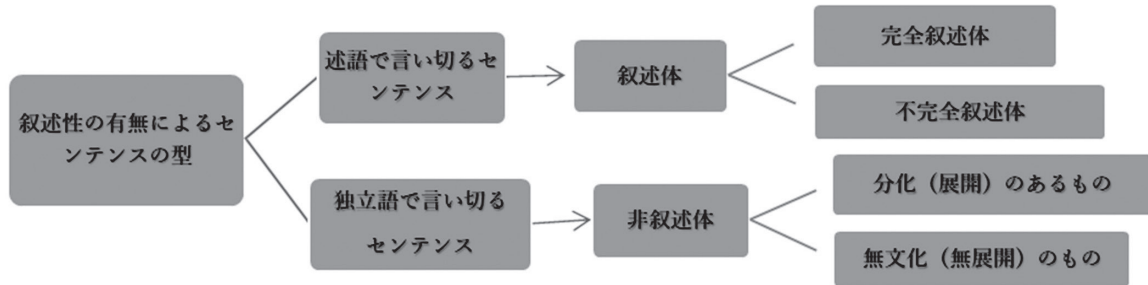 叙述性の有無によるセ
ンテンスの型
述語で言い切るセ
ンテンス
叙述体
完全叙述体
不完全叙述体
独立語で言い切る
センテンス
非叙述体
分化（展開）のあるもの
無文化（無展開）のもの